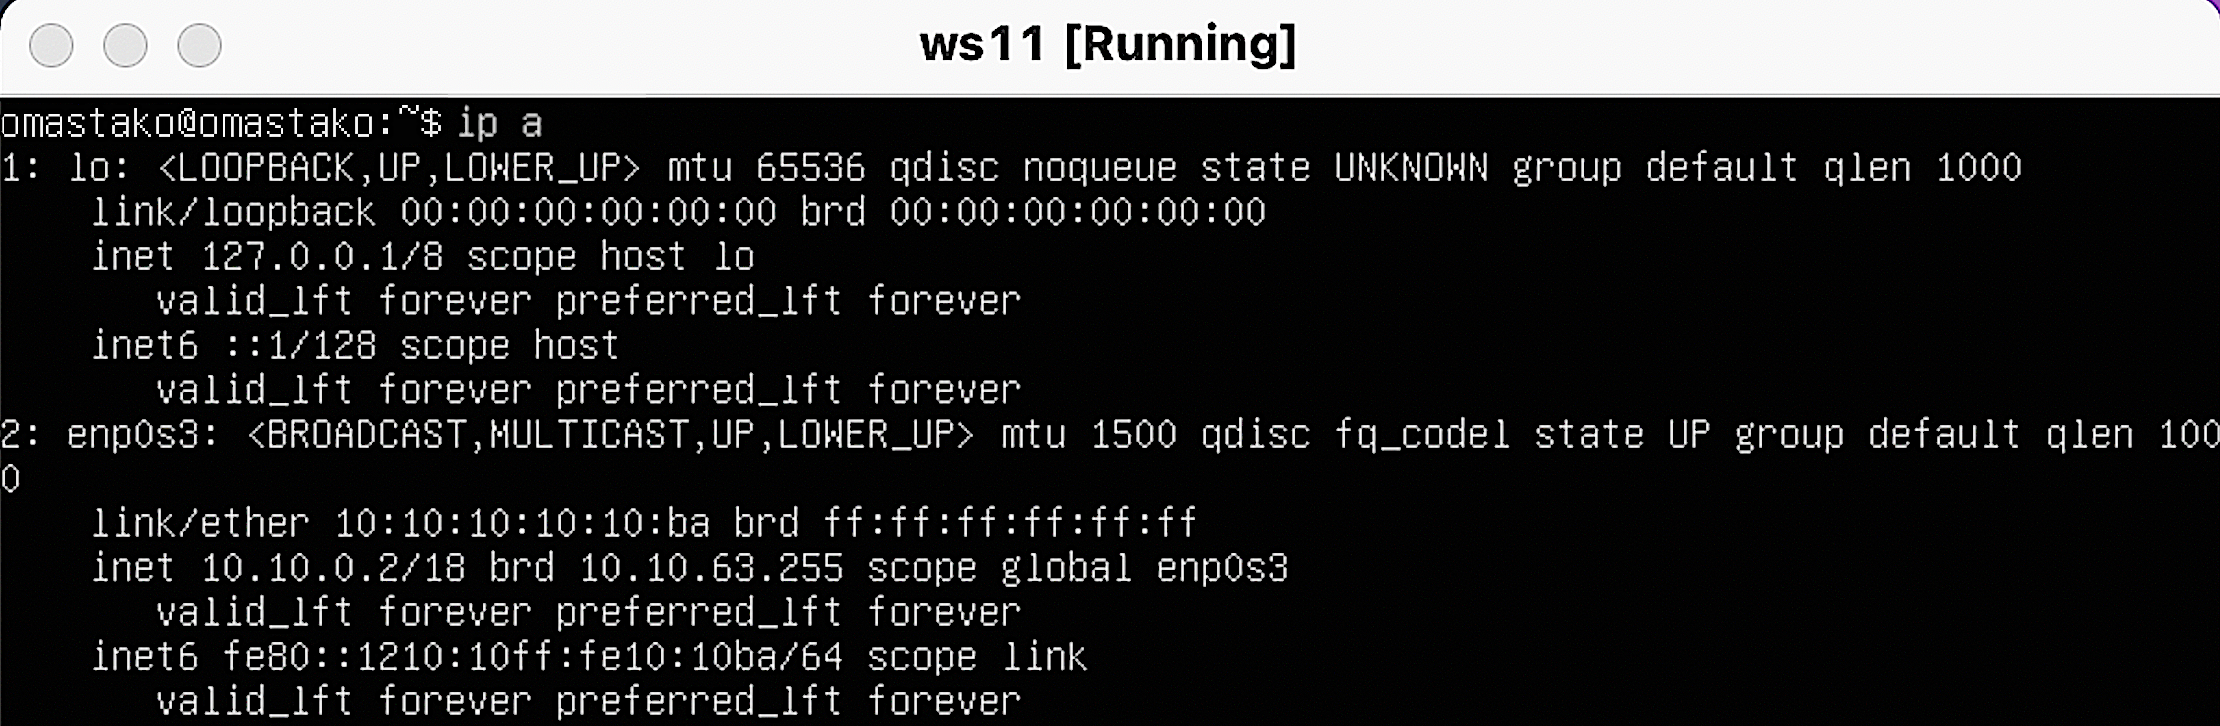 ws11 [Running]
omastako@omastako:~$ ip a
1: lo: <LOOPBACK,UP,LOWER_UP> mtu 65536 qdisc noqueue state UNKNOWN group default qlen 1000
    link/loopback 00:00:00:00:00:00 brd 00:00:00:00:00:00
    inet 127.0.0.1/8 scope host lo
       valid_lft forever preferred_lft forever
    inet6 ::1/128 scope host
       valid_lft forever preferred_lft forever
2: enp0s3: <BROADCAST,MULTICAST,UP,LOWER_UP> mtu 1500 qdisc fq_codel state UP group default qlen 100
0
    link/ether 10:10:10:10:10:ba brd ff:ff:ff:ff:ff:ff
    inet 10.10.0.2/18 brd 10.10.63.255 scope global enp0s3
       valid_lft forever preferred_lft forever
    inet6 fe80::1210:10ff:fe10:10ba/64 scope link
       valid_lft forever preferred_lft forever